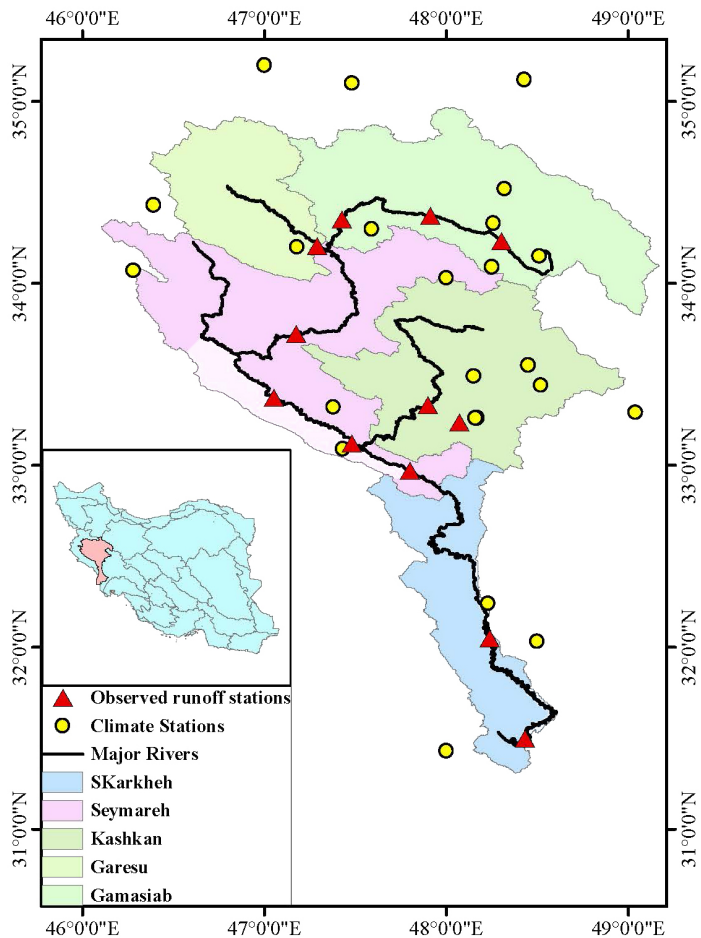 46°0'0"E 47°0'0"E 48°0'0"E 49°0'0"E
35°0'0"N 35°0'0"N
34°0'0"N 34°0'0"N
33°0'0"N 33°0'0"N
32°0'0"N 32°0'0"N
31°0'0"N 31°0'0"N
Observed runoff stations
Climate Stations
Major Rivers
SKarkheh
Seymareh
Kashkan
Garesu
Gamasiab
46°0'0"E 47°0'0"E 48°0'0"E 49°0'0"E